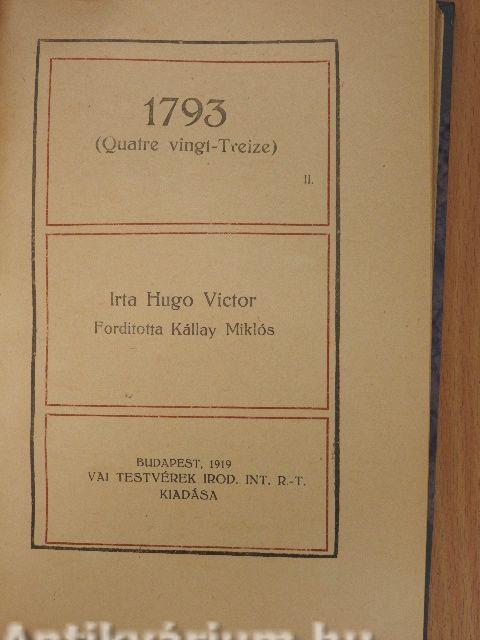 1793
(Quatre vingt-Treize)
II.
Irta Hugo Victor
Forditotta Kállay Miklós
BUDAPEST, 1919
VAI TESTVÉREK IROD. INT. R.-T.
KIADÁSA
Antikvárium.hu